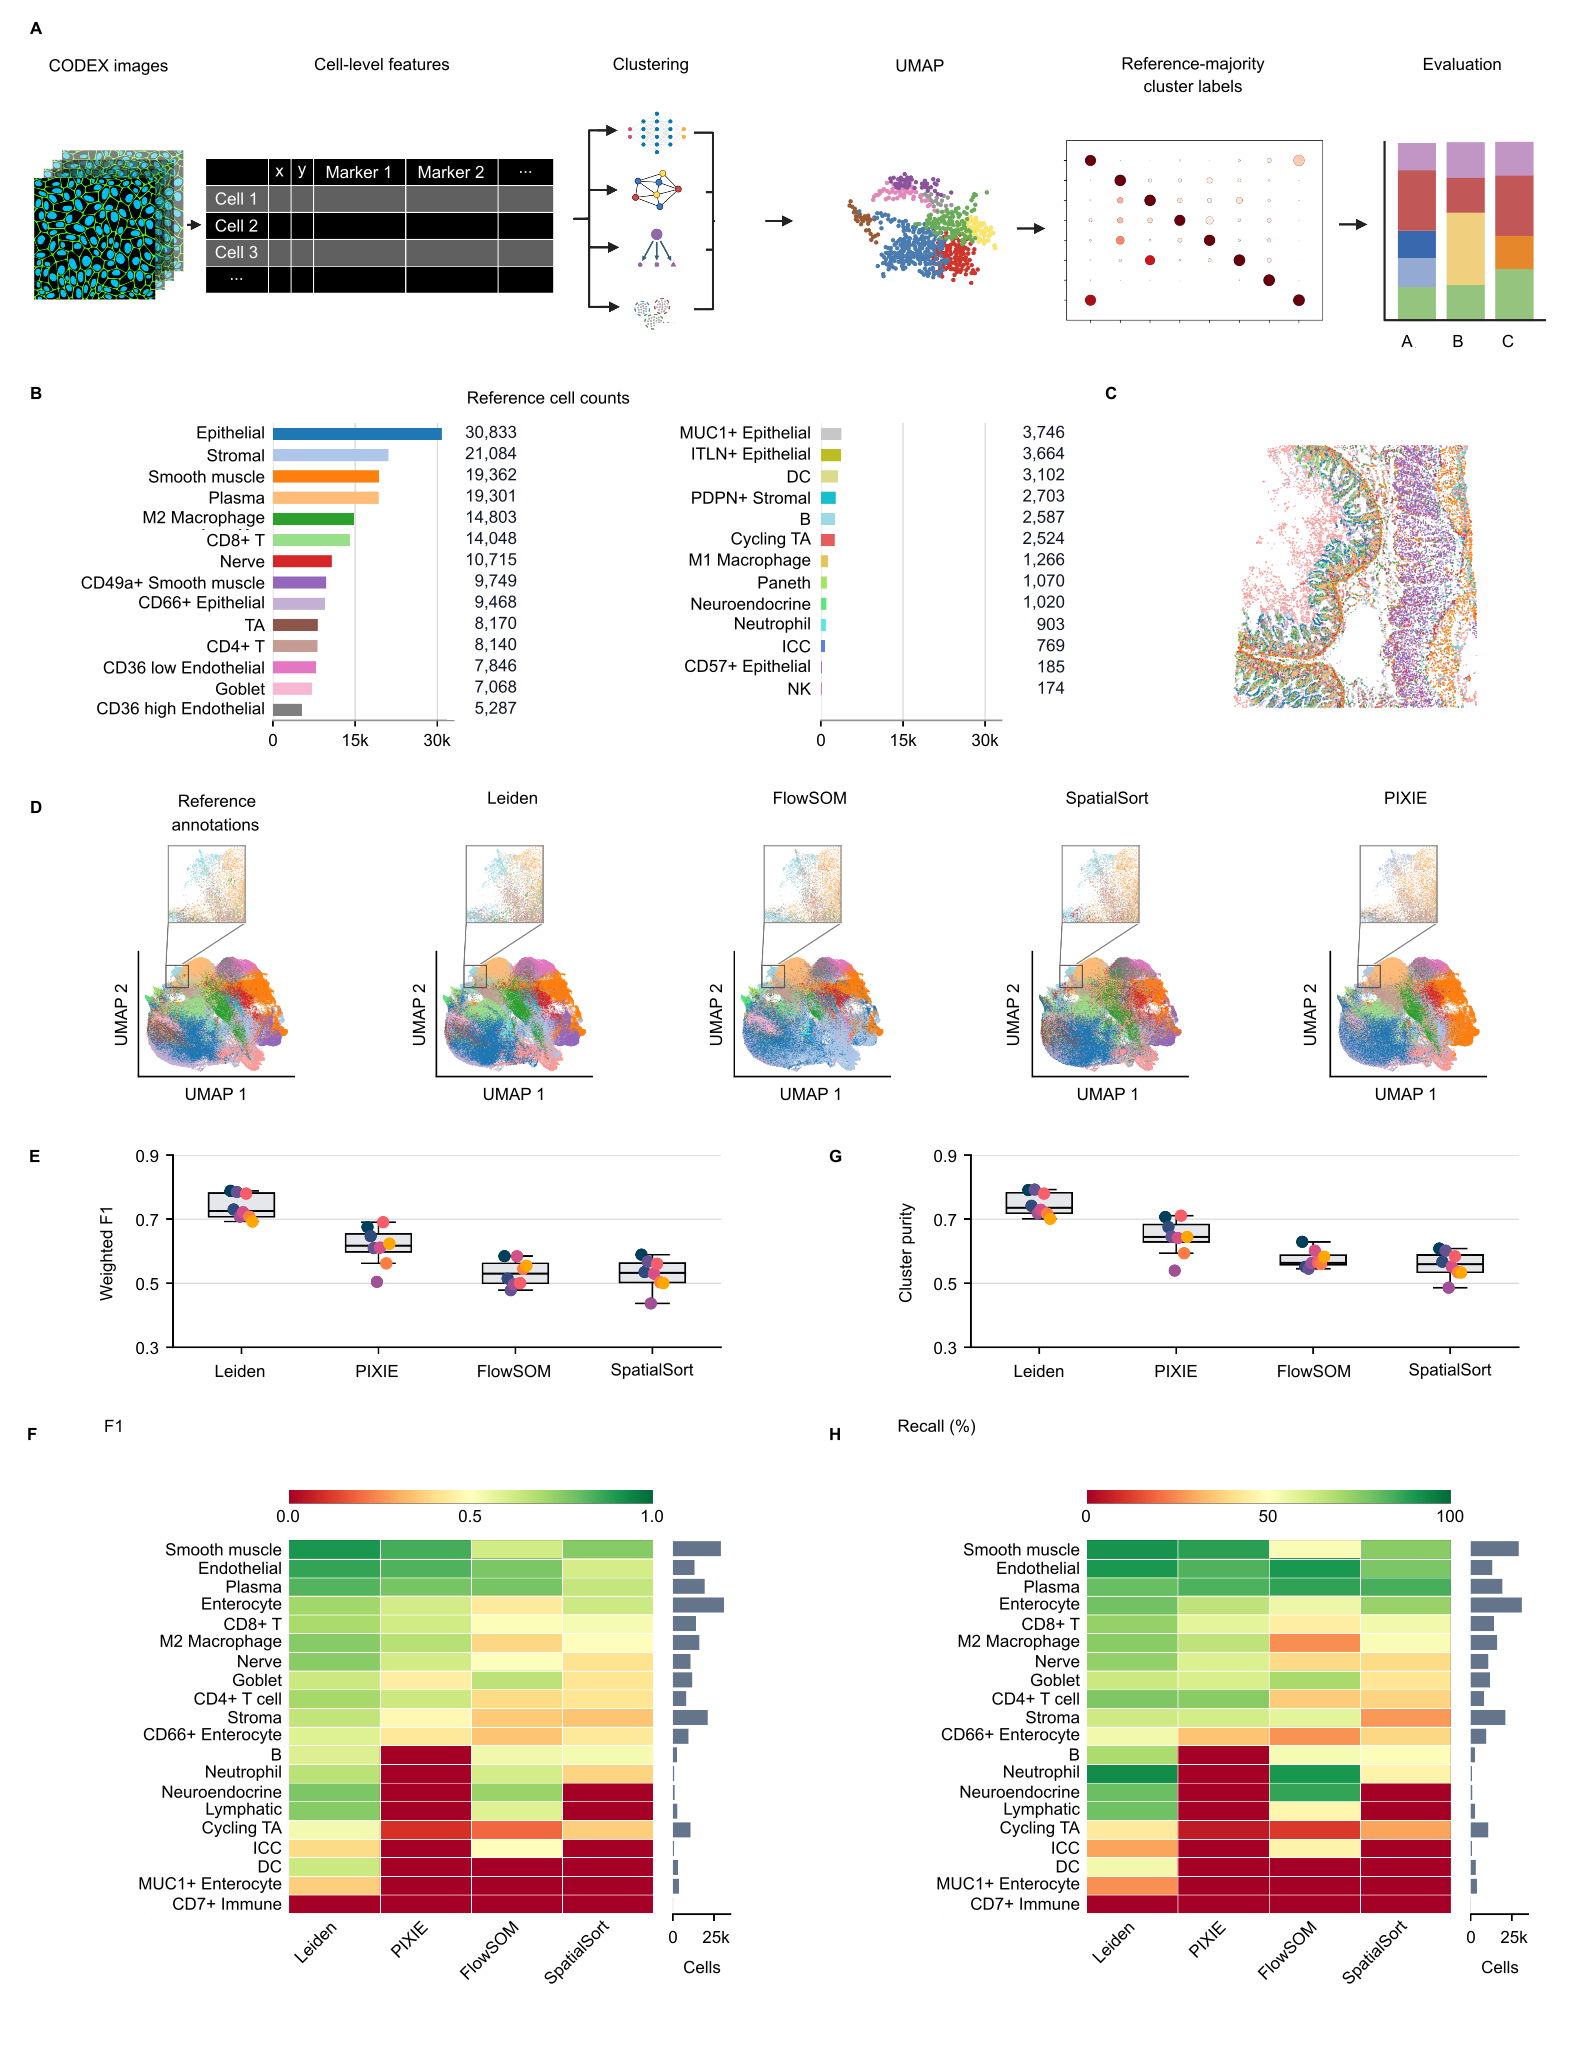 A
CODEX images
Cell-level features
Clustering
UMAP
Reference-majority
cluster labels
Evaluation
x y Marker 1 Marker 2 ...
Cell 1
Cell 2
Cell 3
...
A B C
B
Reference cell counts
Epithelial 30,833
Stromal 21,084
Smooth muscle 19,362
Plasma 19,301
M2 Macrophage 14,803
CD8+ T 14,048
Nerve 10,715
CD49a+ Smooth muscle 9,749
CD66+ Epithelial 9,468
TA 8,170
CD4+ T 8,140
CD36 low Endothelial 7,846
Goblet 7,068
CD36 high Endothelial 5,287
0 15k 30k
MUC1+ Epithelial 3,746
ITLN+ Epithelial 3,664
DC 3,102
PDPN+ Stromal 2,703
B 2,587
Cycling TA 2,524
M1 Macrophage 1,266
Paneth 1,070
Neuroendocrine 1,020
Neutrophil 903
ICC 769
CD57+ Epithelial 185
NK 174
0 15k 30k
C
D
Reference
annotations
Leiden
FlowSOM
SpatialSort
PIXIE
UMAP 2
UMAP 1
UMAP 2
UMAP 1
UMAP 2
UMAP 1
UMAP 2
UMAP 1
UMAP 2
UMAP 1
E
Weighted F1
0.9
0.7
0.5
0.3
Leiden PIXIE FlowSOM SpatialSort
G
Cluster purity
0.9
0.7
0.5
0.3
Leiden PIXIE FlowSOM SpatialSort
F
F1
0.0 0.5 1.0
Smooth muscle
Endothelial
Plasma
Enterocyte
CD8+ T
M2 Macrophage
Nerve
Goblet
CD4+ T cell
Stroma
CD66+ Enterocyte
B
Neutrophil
Neuroendocrine
Lymphatic
Cycling TA
ICC
DC
MUC1+ Enterocyte
CD7+ Immune
Leiden PIXIE FlowSOM SpatialSort
0 25k
Cells
H
Recall (%)
0 50 100
Smooth muscle
Endothelial
Plasma
Enterocyte
CD8+ T
M2 Macrophage
Nerve
Goblet
CD4+ T cell
Stroma
CD66+ Enterocyte
B
Neutrophil
Neuroendocrine
Lymphatic
Cycling TA
ICC
DC
MUC1+ Enterocyte
CD7+ Immune
Leiden PIXIE FlowSOM SpatialSort
0 25k
Cells